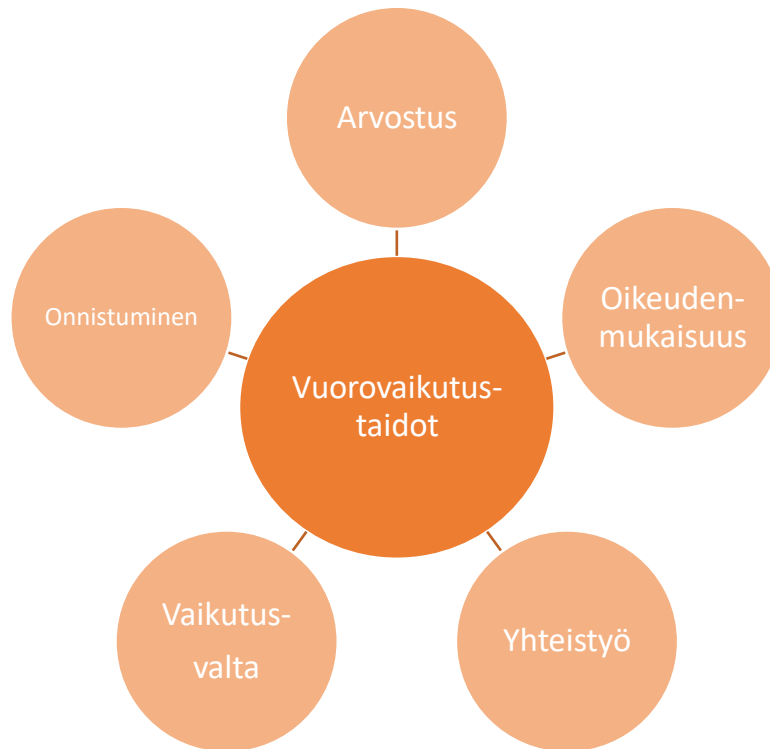 Arvostus
Oikeuden-
mukaisuus
Onnistuminen
Vuorovaikutus-
taidot
Vaikutus-
valta
Yhteistyö